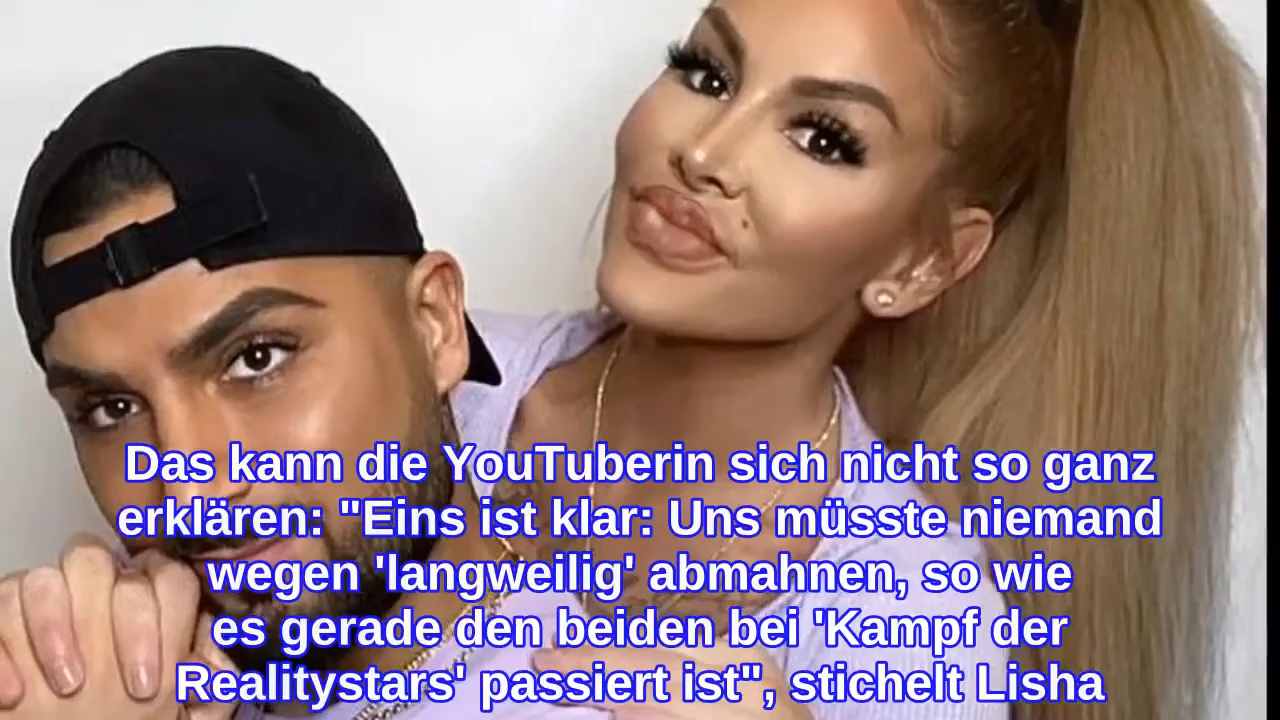 Das kann die YouTuberin sich nicht so ganz
erklären: "Eins ist klar: Uns müsste niemand
wegen 'langweilig' abmahnen, so wie
es gerade den beiden bei 'Kampf der
Realitystars' passiert ist", stichelt Lisha